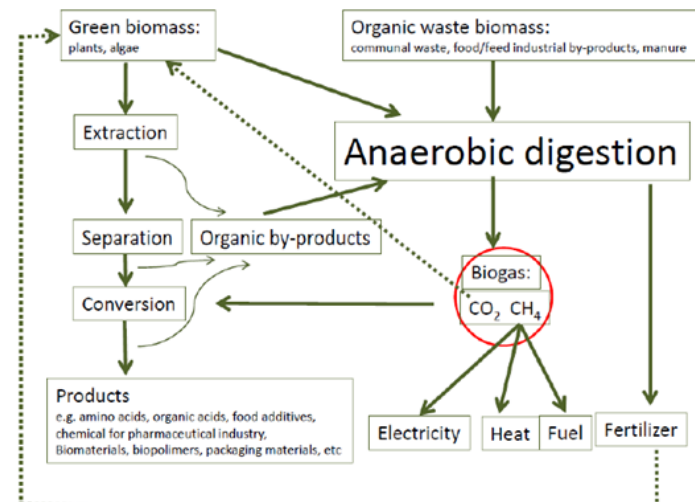 Green biomass:
plants, algae
Organic waste biomass:
communal waste, food/feed industrial by-products, manure
Extraction
Anaerobic digestion
Separation
Organic by-products
Biogas:
Conversion
CO₂ CH₄
Products
e.g. amino acids, organic acids, food additives,
chemical for pharmaceutical industry,
Biomaterials, biopolimers, packaging materials, etc
Electricity
Heat
Fuel
Fertilizer